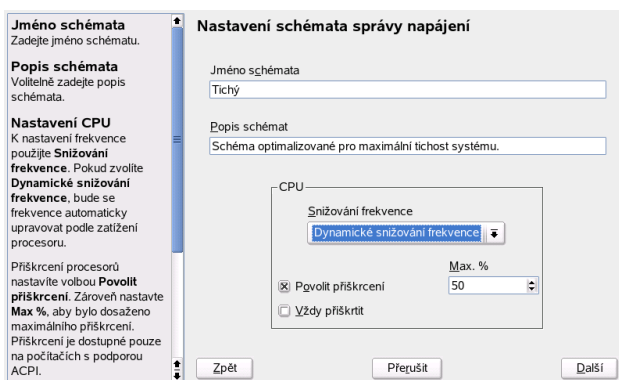 Jméno schématu
Zadejte jméno schématu.
Popis schémata
Volitelně zadejte popis
schémata.
Nastavení CPU
K nastavení frekvence
použijte Snižování
frekvence. Pokud zvolíte
Dynamické snižování
frekvence, bude se
frekvence automaticky
upravovat podle zatížení
procesoru.
Přiškrcení procesorů
nastavíte volbou Povolit
přiškrcení. Zároveň nastavte
Max %, aby bylo dosaženo
maximálního přiškrcení.
Přiškrcení je dostupné pouze
na počítačích s podporou
ACPI.
Nastavení schémata správy napájení
Jméno schémata
Tichý
Popis schémat
Schéma optimalizované pro maximální tichost systému.
CPU
Snižování frekvence
Dynamické snižování frekvence
Max. %
Povolit přiškrcení
50
Vždy přiškrtit
Zpět
Přerušit
Další